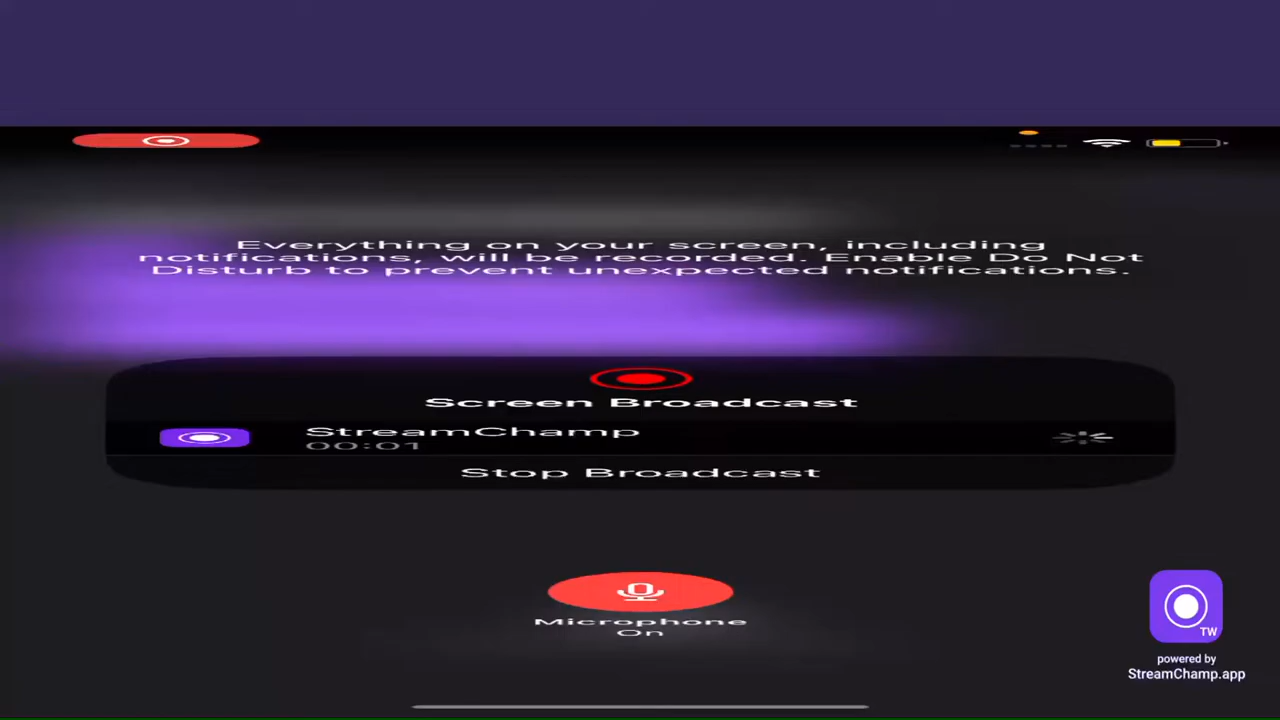 Everything on your screen, including
notifications, will be recorded. Enable Do Not
Disturb to prevent unexpected notifications.
Screen Broadcast
StreamChamp
00:01
Stop Broadcast
Microphone
On
TW
powered by
StreamChamp.app